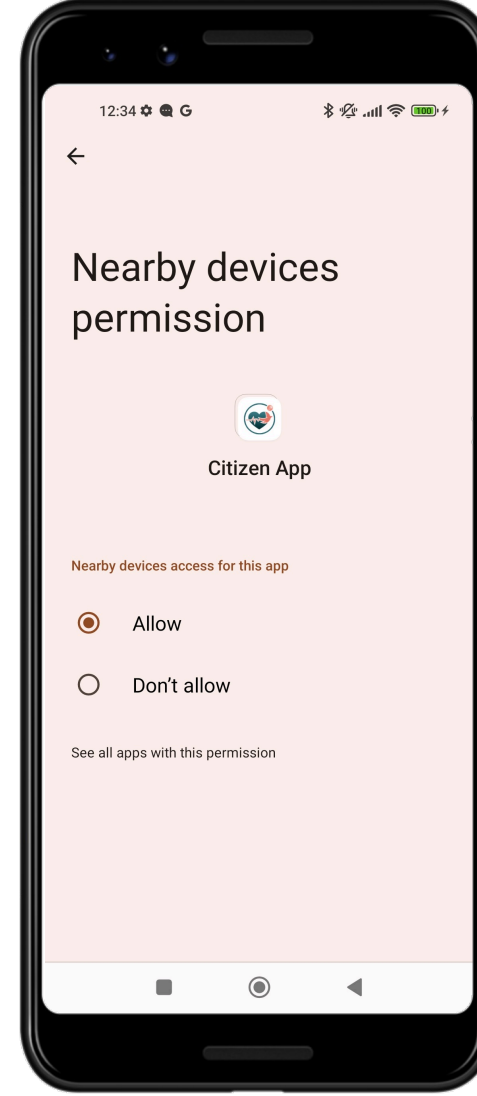 12:34 G 100
Nearby devices
permission
Citizen App
Nearby devices access for this app
Allow
Don't allow
See all apps with this permission